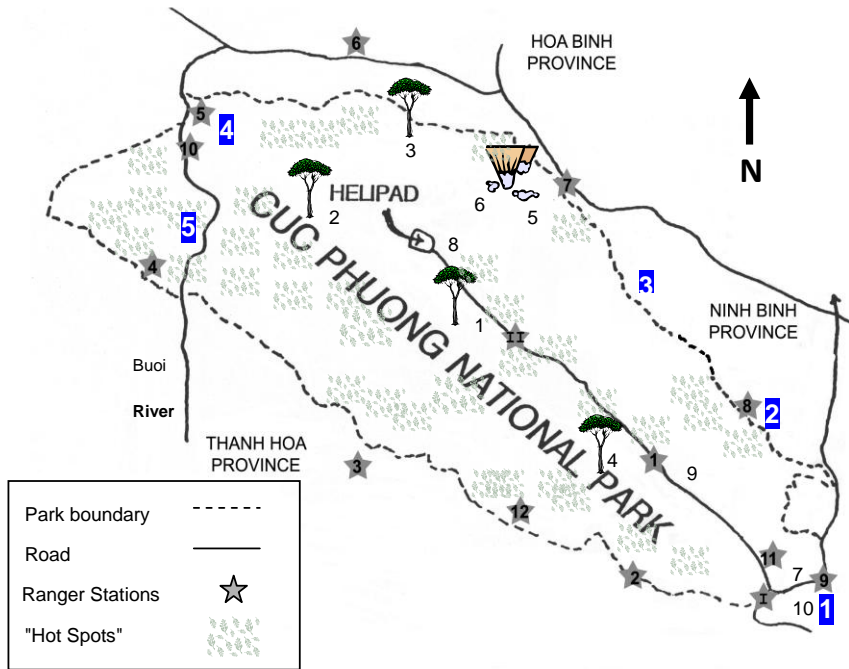 6
HOA BINH
PROVINCE
5
4
10
3
N
HELIPAD
2
6
5
7
8
CUC PHUONG NATIONAL PARK
5
4
1
II
3
NINH BINH
PROVINCE
Buoi
River
8
2
THANH HOA
PROVINCE
3
4
1
9
12
11
2
7
9
I
10
1
Park boundary
Road
Ranger Stations
"Hot Spots"